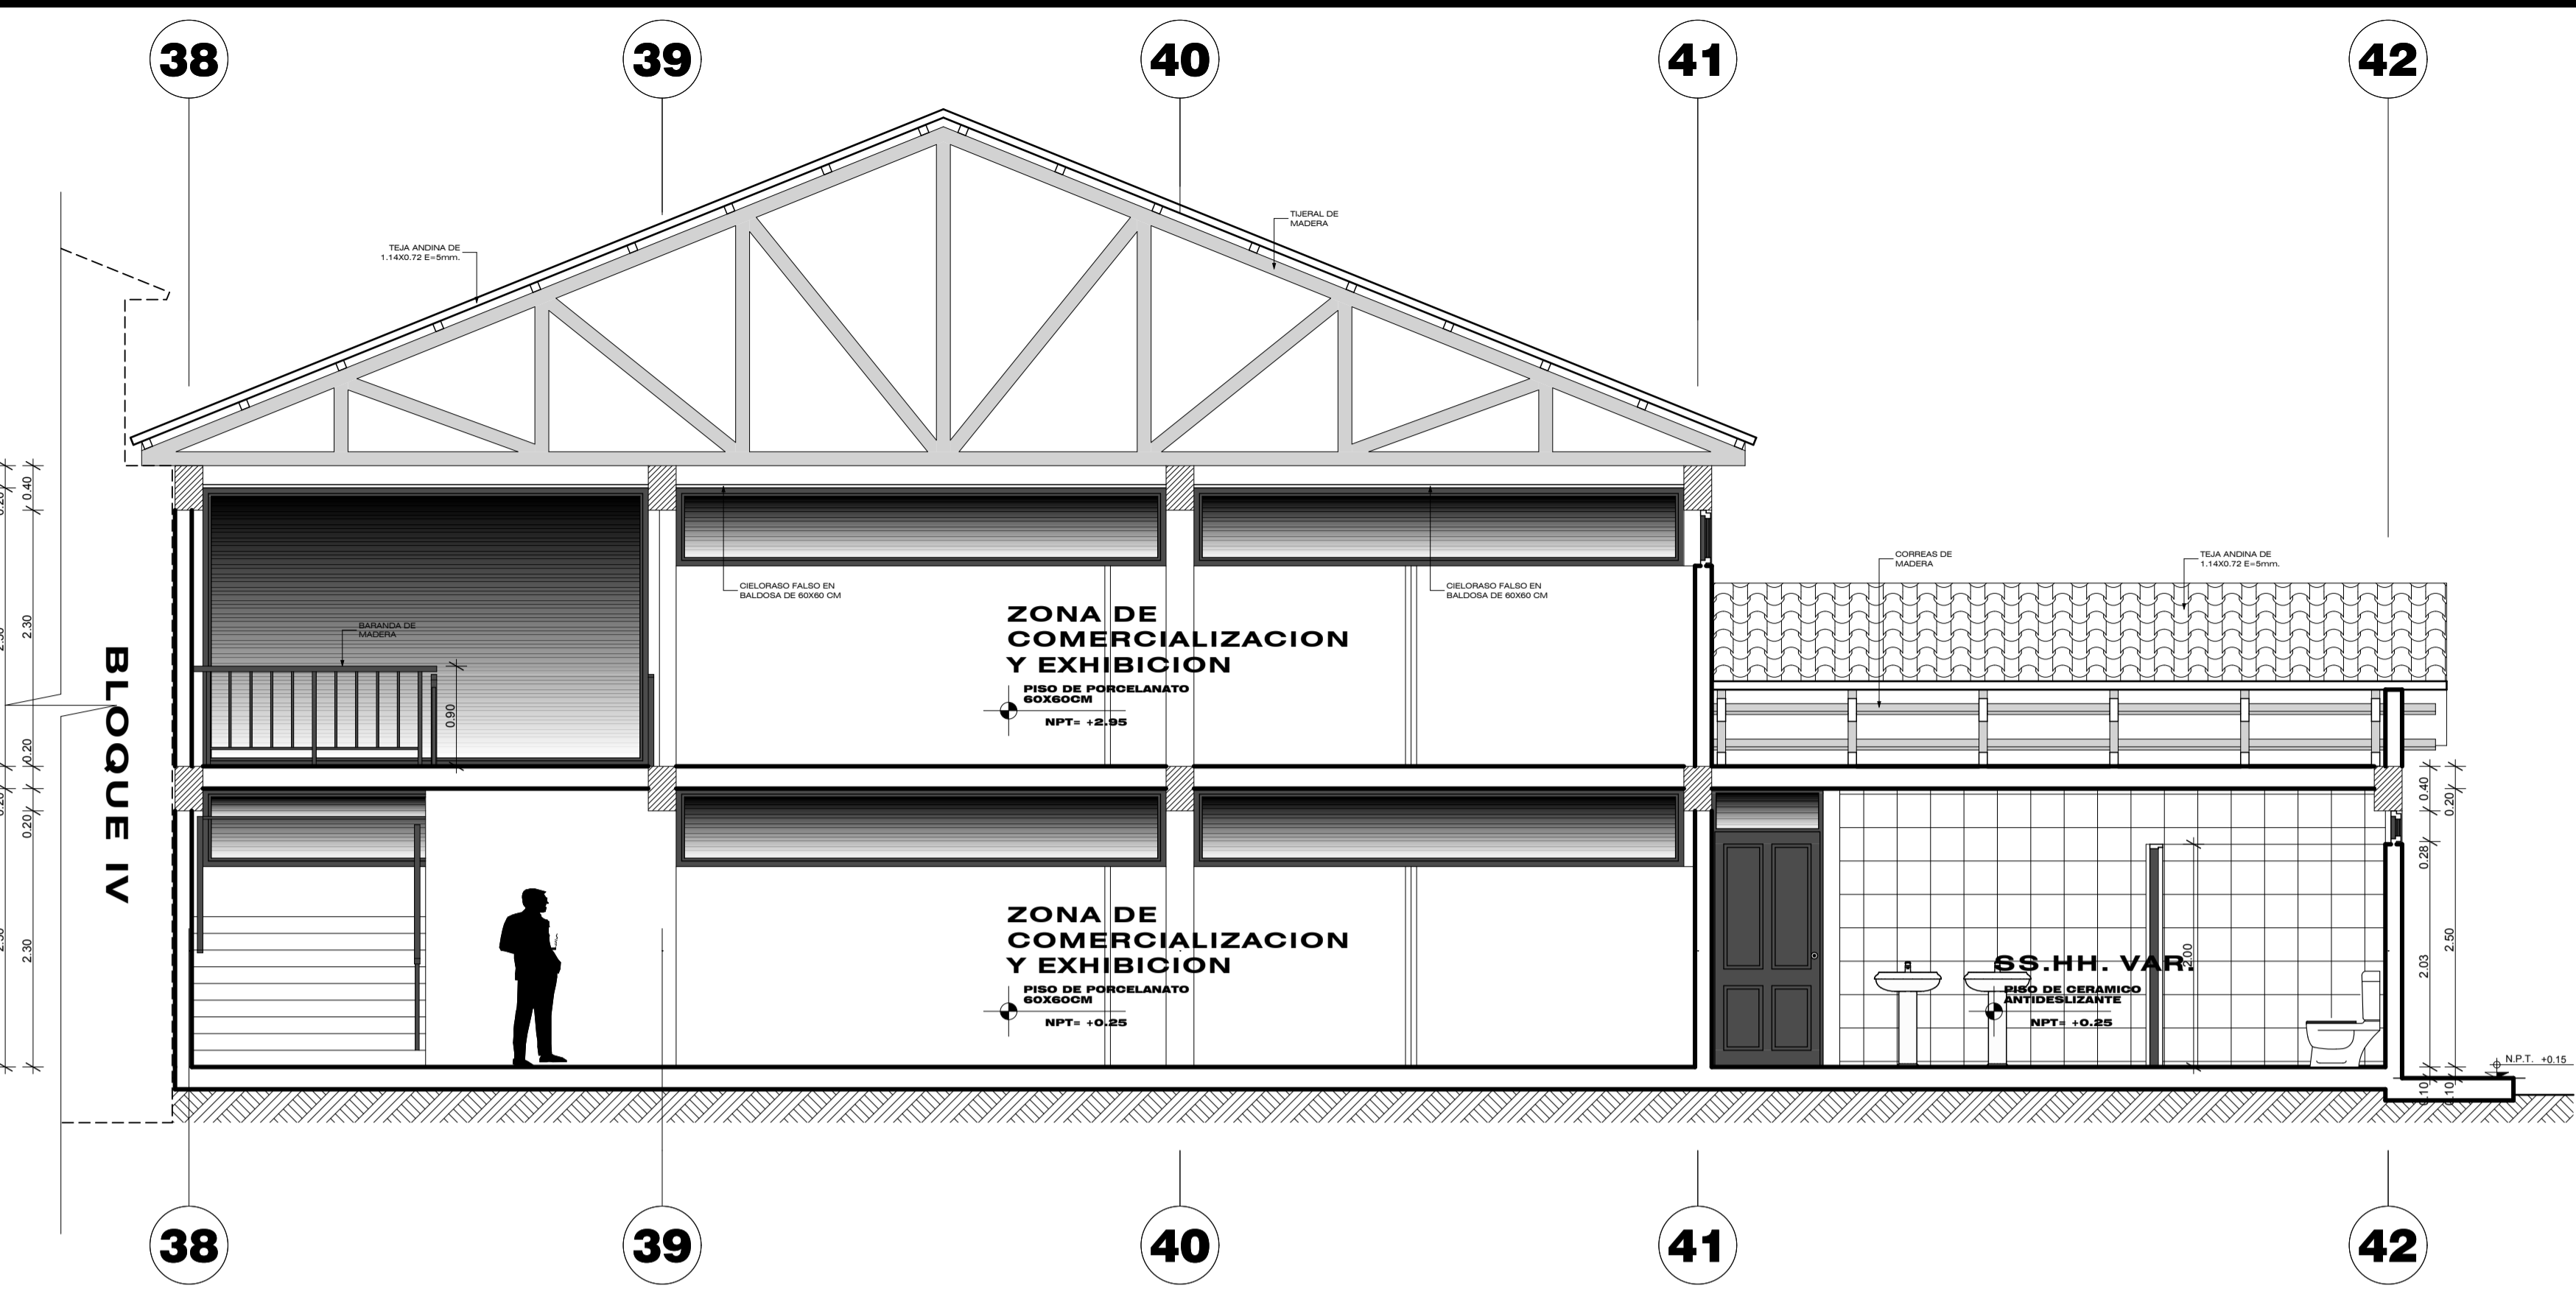 38
39
40
41
42
TIJERAL DE
MADERA
TEJA ANDINA DE
1.14X0.72 E=5mm.
0.40
CORREAS DE
MADERA
TEJA ANDINA DE
1.14X0.72 E=5mm.
CIELORASO FALSO EN
BALDOSA DE 60X60 CM
CIELORASO FALSO EN
BALDOSA DE 60X60 CM
BARANDA DE
MADERA
2.30
0.90
0.20
ZONA DE
COMERCIALIZACION
Y EXHIBICION
PISO DE PORCELANATO
60X60CM
NPT= +2.95
BLOQUE IV
0.20
2.30
ZONA DE
COMERCIALIZACION
Y EXHIBICION
PISO DE PORCELANATO
60X60CM
NPT= +0.25
SS.HH. VAR.
PISO DE CERAMICO
ANTIDESLIZANTE
NPT= +0.25
2.00
0.40
0.20
0.28
2.03
2.50
0.10
0.10
N.P.T. +0.15
38
39
40
41
42